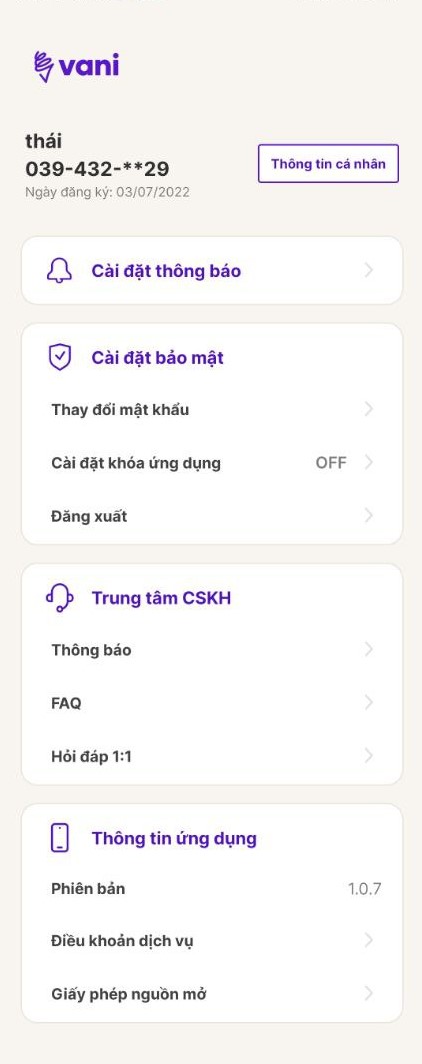 vani
thái
039-432-**29
Thông tin cá nhân
Ngày đăng ký: 03/07/2022
Cài đặt thông báo
Cài đặt bảo mật
Thay đổi mật khẩu
Cài đặt khóa ứng dụng OFF
Đăng xuất
Trung tâm CSKH
Thông báo
FAQ
Hỏi đáp 1:1
Thông tin ứng dụng
Phiên bản 1.0.7
Điều khoản dịch vụ
Giấy phép nguồn mở